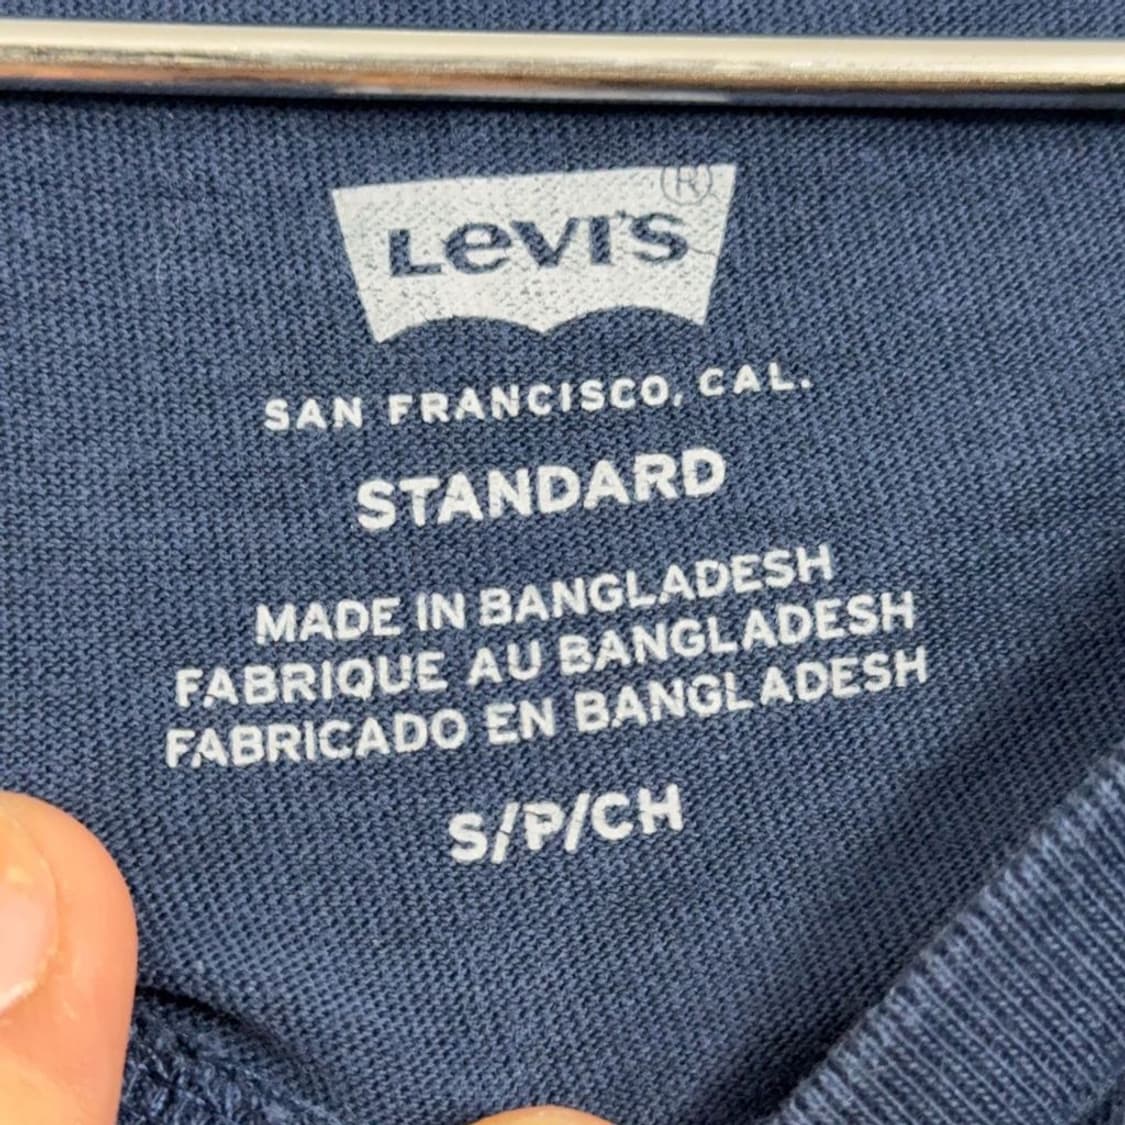 LEVI'S®
SAN FRANCISCO, CAL.
STANDARD
MADE IN BANGLADESH
FABRIQUE AU BANGLADESH
FABRICADO EN BANGLADESH
S/P/CH